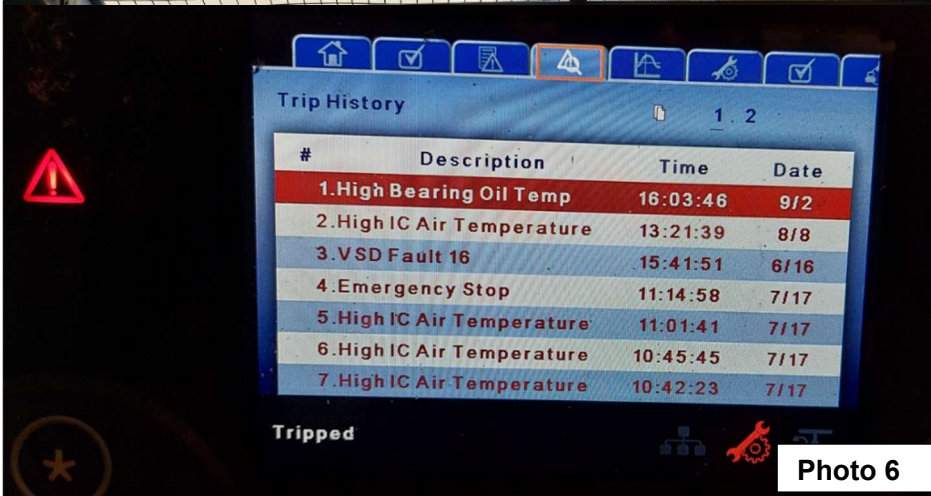 Trip History 1 . 2
# Description Time Date
1.High Bearing Oil Temp 16:03:46 9/2
2.High IC Air Temperature 13:21:39 8/8
3.VSD Fault 16 15:41:51 6/16
4.Emergency Stop 11:14:58 7/17
5.High IC Air Temperature 11:01:41 7/17
6.High IC Air Temperature 10:45:45 7/17
7.High IC Air Temperature 10:42:23 7/17
Tripped
Photo 6